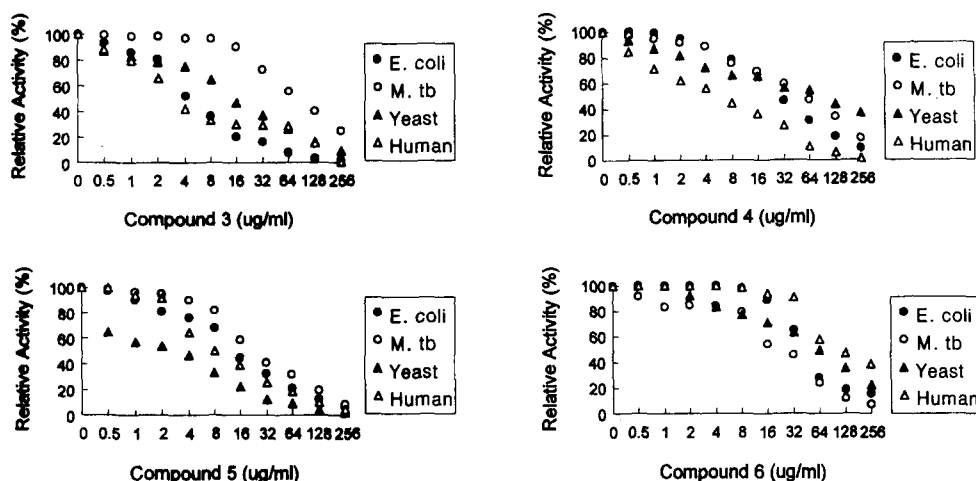 Relative Activity (%)
100
80
60
40
20
0
0 0.5 1 2 4 8 16 32 64 128 256
Compound 3 (ug/ml)
E. coli
M. tb
Yeast
Human
Relative Activity (%)
100
80
60
40
20
0
0 0.5 1 2 4 8 16 32 64 128 256
Compound 4 (ug/ml)
E. coli
M. tb
Yeast
Human
Relative Activity (%)
100
80
60
40
20
0
0 0.5 1 2 4 8 16 32 64 128 256
Compound 5 (ug/ml)
E. coli
M. tb
Yeast
Human
Relative Activity (%)
100
80
60
40
20
0
0 0.5 1 2 4 8 16 32 64 128 256
Compound 6 (ug/ml)
E. coli
M. tb
Yeast
Human